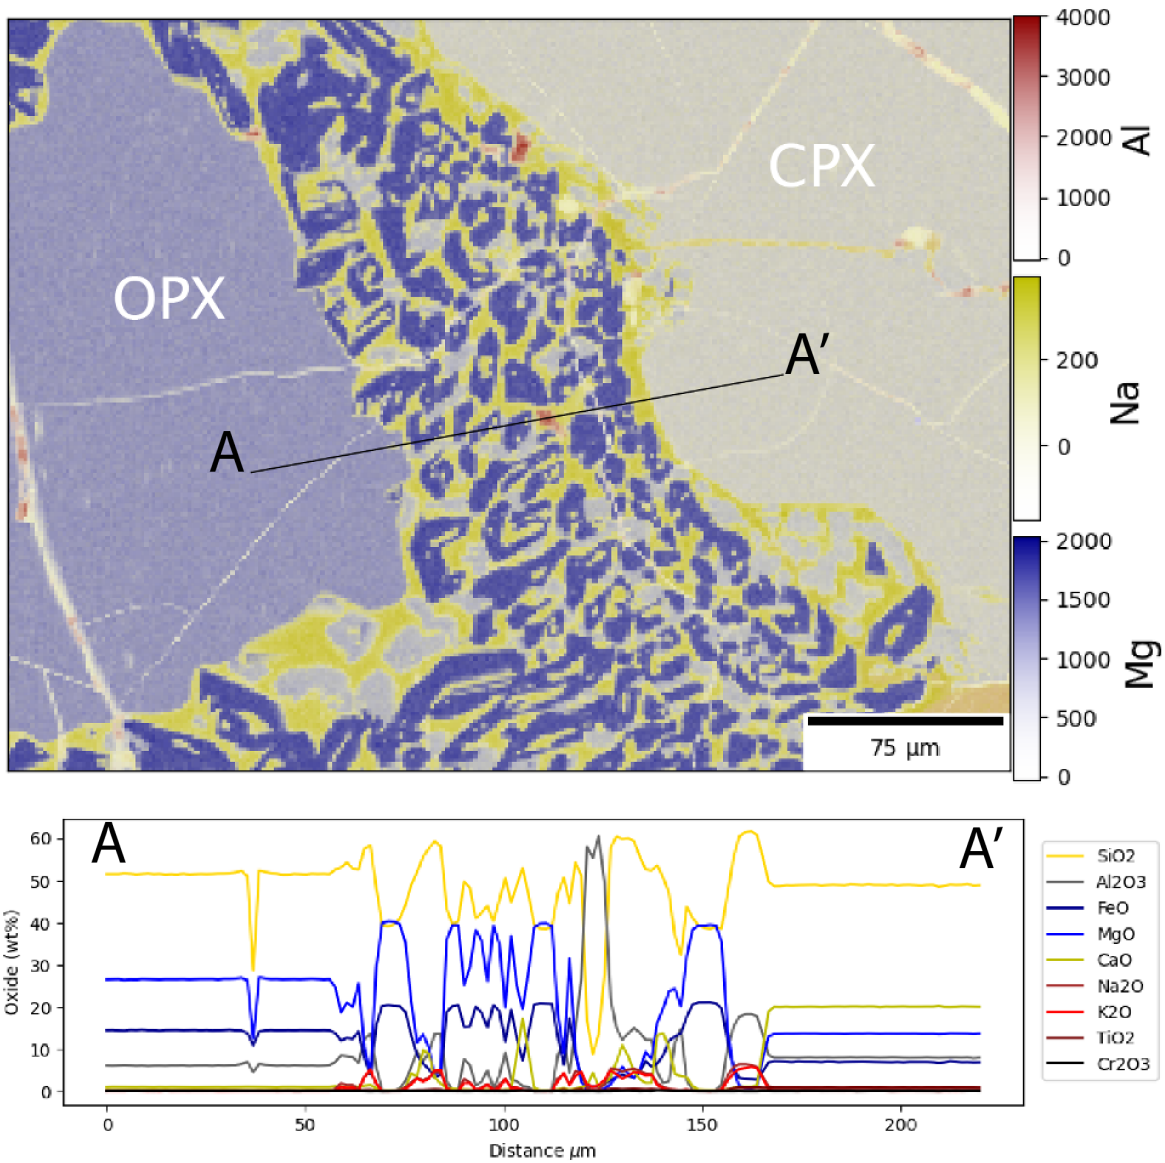 4000
3000
2000
1000
0
Al
200
0
Na
2000
1500
1000
500
0
Mg
CPX
OPX
A
A’
75 µm
A
A’
60
50
40
30
20
10
0
Oxide (wt%)
0
50
100
150
200
Distance µm
SiO2
Al2O3
FeO
MgO
CaO
Na2O
K2O
TiO2
Cr2O3